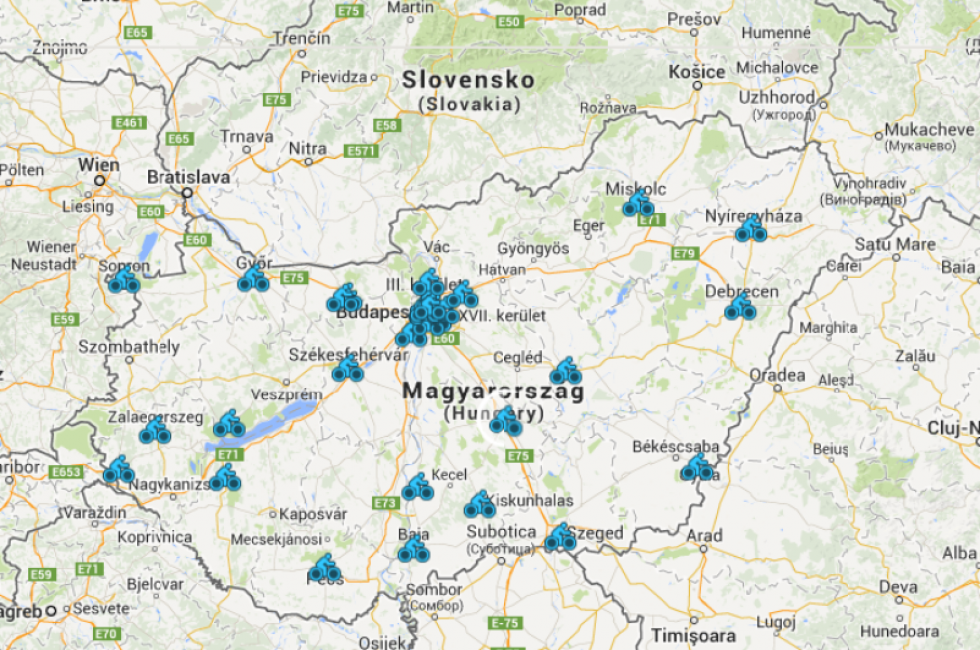 E75
Martin
E50
Poprad
Prešov
Humenné
E65
Znojmo
Trenčín
Prievidza
Slovensko
(Slovakia)
Košice
Michalovce
E75
Rožňava
Uzhhorod
(Ужгород)
E461
E65
Trnava
E58
Mukacheve
(Мукачево)
Nitra
E571
Wien
Pölten
Bratislava
Liesing
E60
Miskolc
E71
Vynohradiv
(Виноградів)
Nyíregyháza
Eger
Wiener
Neustadt
E60
Vác
Gyöngyös
E79
Satu Mare
Sopron
Győr
E75
Hatvan
Carei
Baia
III.
Debrecen
Budapes
XVII. kerület
E59
E60
Marghita
Szombathely
Székesfehérvár
Cegléd
Zalău
Oradea
Aleșd
Veszprém
Magyarország
(Hungary)
Zalaegerszeg
Cluj-N
E71
E75
Békéscsaba
Beiuș
aribor
E653
Nagykanizs
Kecel
Varaždin
Kaposvár
E73
Kiskunhalas
Koprivnica
Mecsekjánosi
Baja
Subotica
(Суботица)
Szeged
Arad
Alba
E59
E71
Pécs
Bjelovar
Sombor
(Сомбор)
Deva
agreb
Sesvete
E70
E-75
Timișoara
Lugoj
Hunedoara
Osijek